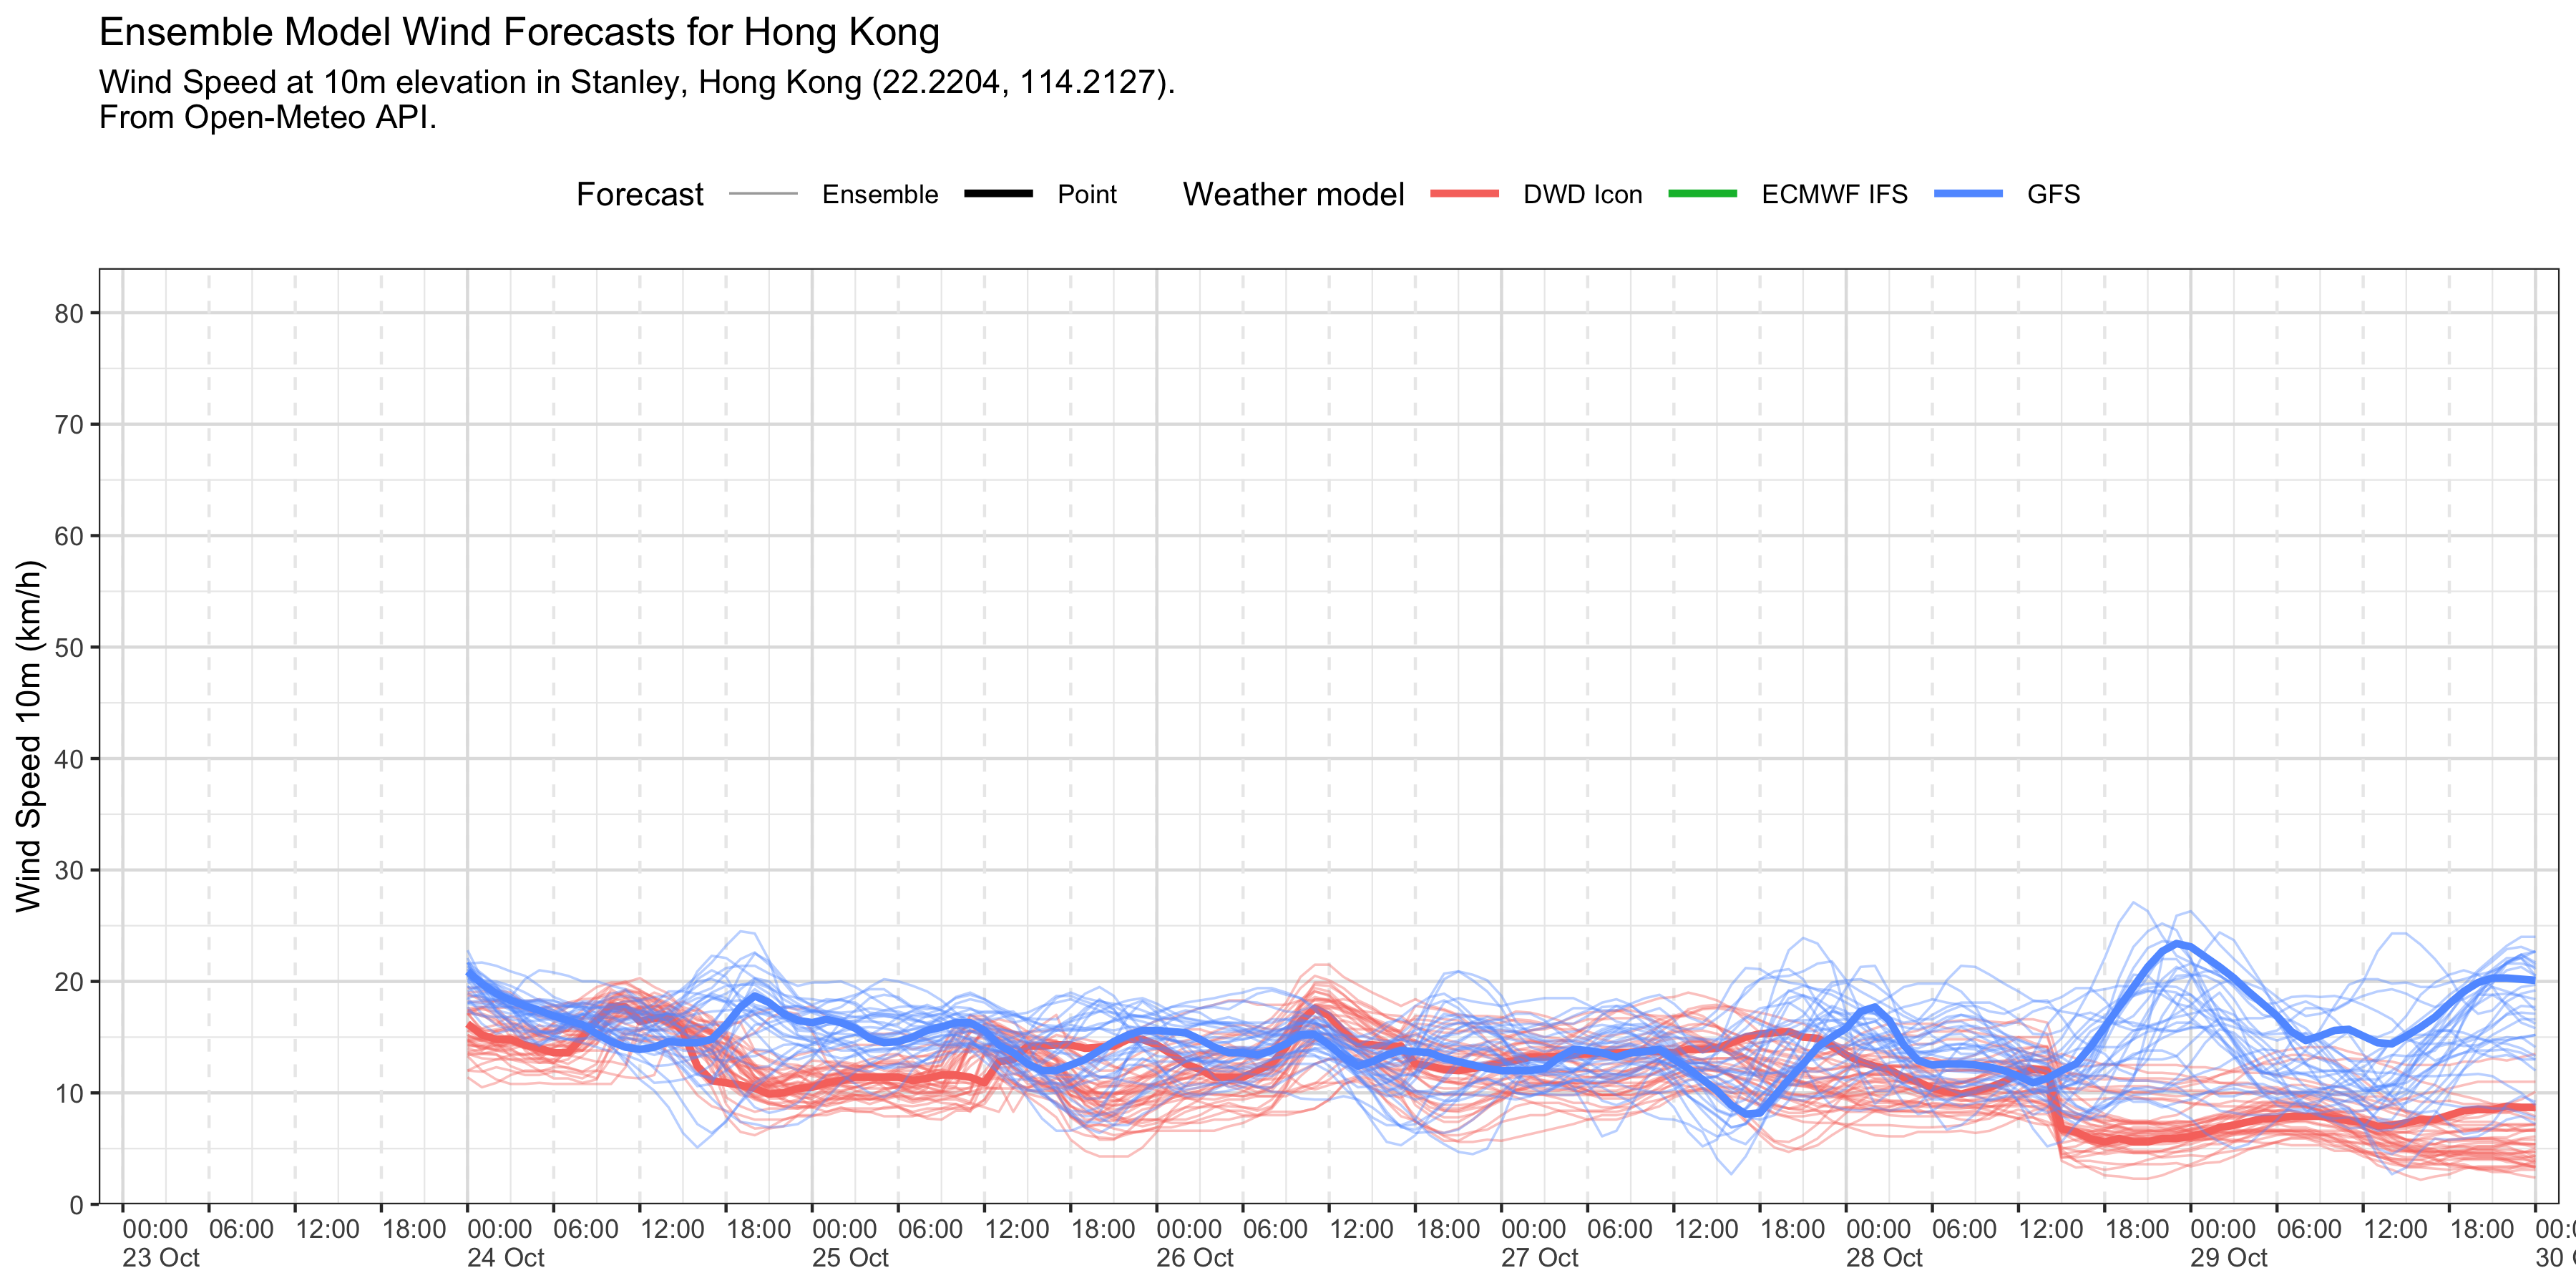 Ensemble Model Wind Forecasts for Hong Kong
Wind Speed at 10m elevation in Stanley, Hong Kong (22.2204, 114.2127).
From Open-Meteo API.
Forecast Ensemble Point Weather model DWD Icon ECMWF IFS GFS
Wind Speed 10m (km/h)
80
70
60
50
40
30
20
10
0
00:00 06:00 12:00 18:00 00:00 06:00 12:00 18:00 00:00 06:00 12:00 18:00 00:00 06:00 12:00 18:00 00:00 06:00 12:00 18:00 00:00 06:00 12:00 18:00 00:00 06:00 12:00 18:00
23 Oct 24 Oct 25 Oct 26 Oct 27 Oct 28 Oct 29 Oct 30